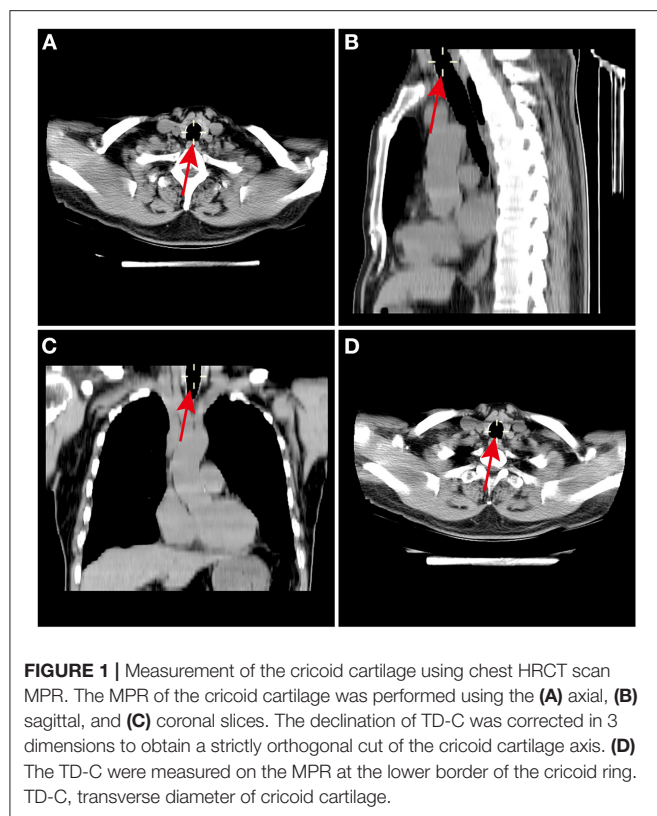 A
B
C
D
FIGURE 1 | Measurement of the cricoid cartilage using chest HRCT scan
MPR. The MPR of the cricoid cartilage was performed using the (A) axial, (B)
sagittal, and (C) coronal slices. The declination of TD-C was corrected in 3
dimensions to obtain a strictly orthogonal cut of the cricoid cartilage axis. (D)
The TD-C were measured on the MPR at the lower border of the cricoid ring.
TD-C, transverse diameter of cricoid cartilage.